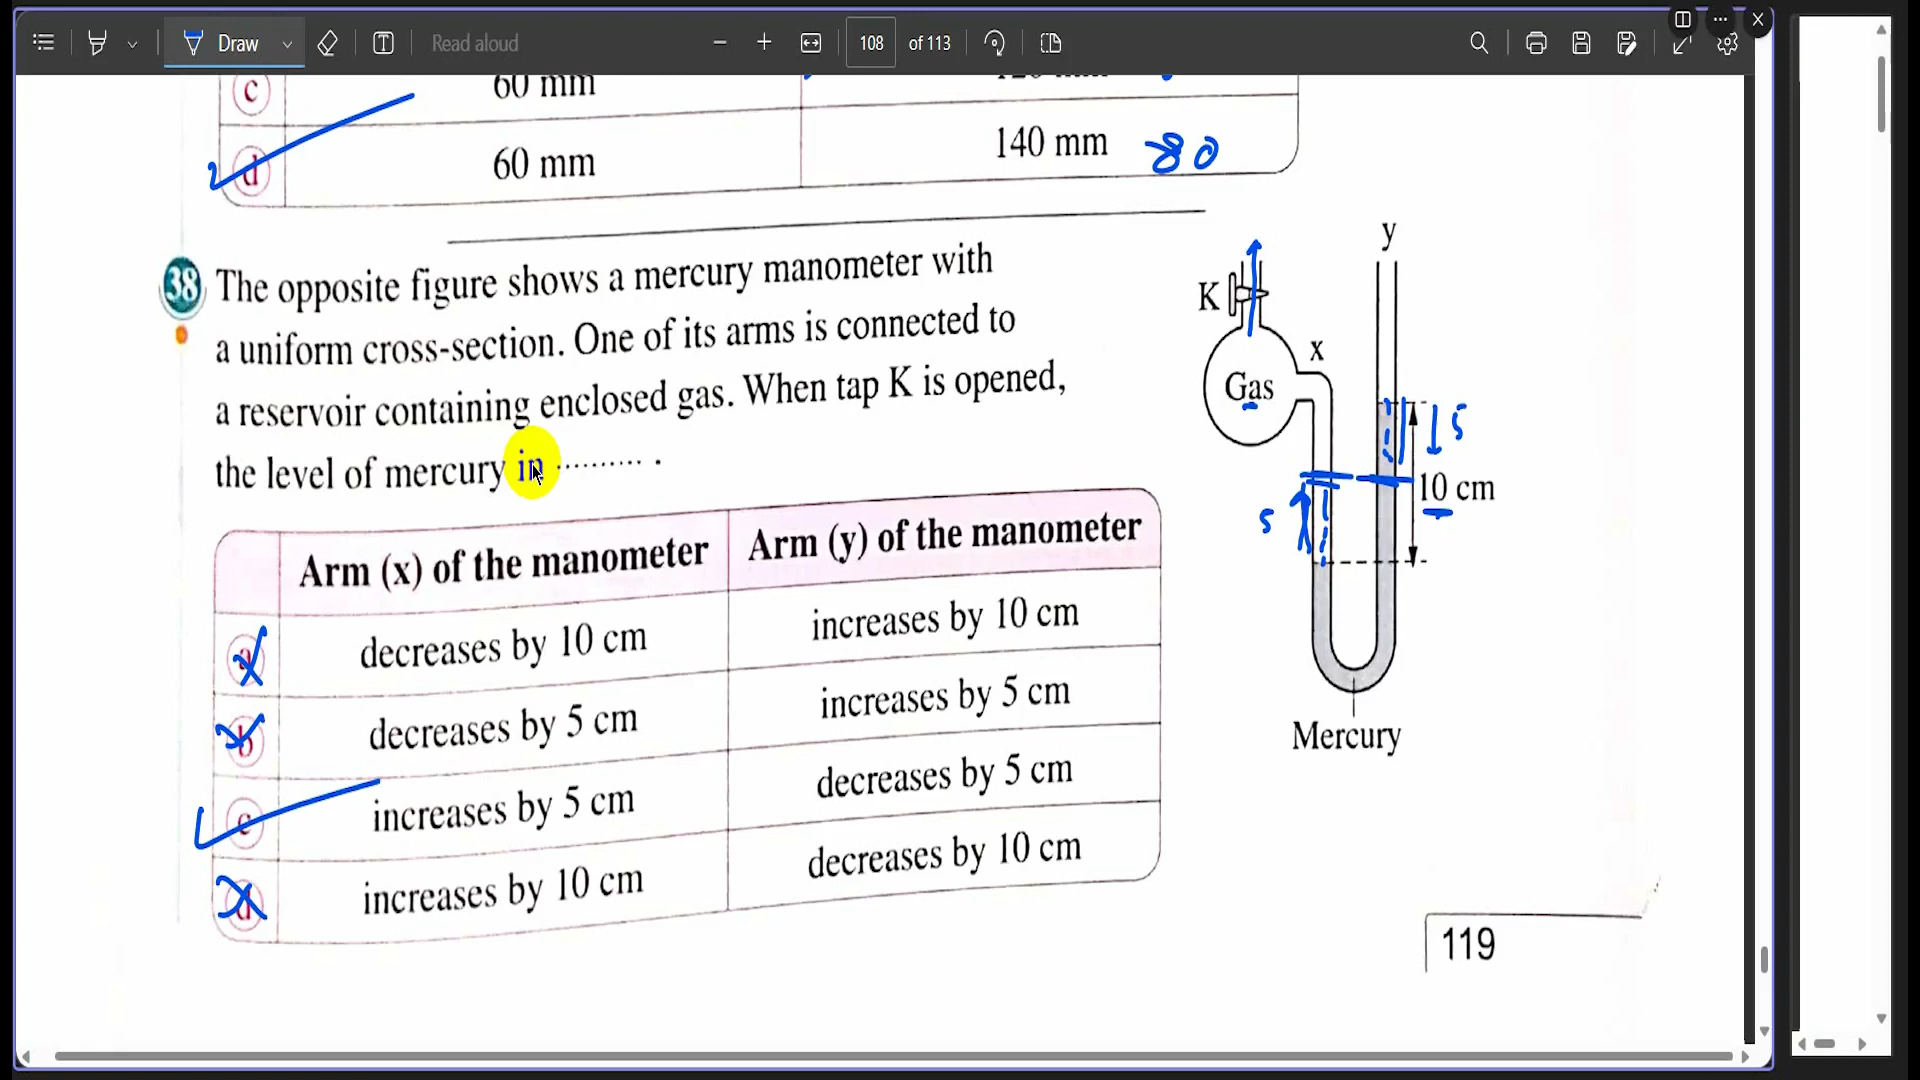 Draw
Read aloud
108 of 113
c 60 mm
d 60 mm 140 mm 80
38 The opposite figure shows a mercury manometer with
a uniform cross-section. One of its arms is connected to
a reservoir containing enclosed gas. When tap K is opened,
the level of mercury in .......... .
Arm (x) of the manometer Arm (y) of the manometer
a decreases by 10 cm increases by 10 cm
b decreases by 5 cm increases by 5 cm
c increases by 5 cm decreases by 5 cm
d increases by 10 cm decreases by 10 cm
y
K
x
Gas
5
10 cm
5
Mercury
119